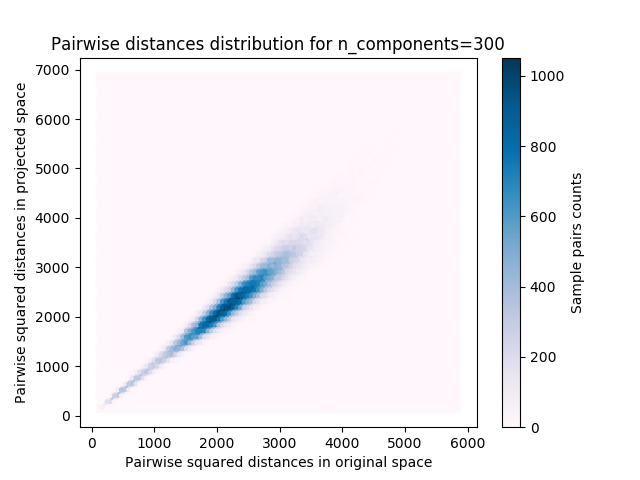 Pairwise distances distribution for n_components=300
Pairwise squared distances in projected space
7000
6000
5000
4000
3000
2000
1000
0
0 1000 2000 3000 4000 5000 6000
Pairwise squared distances in original space
1000
800
600
400
200
0
Sample pairs counts